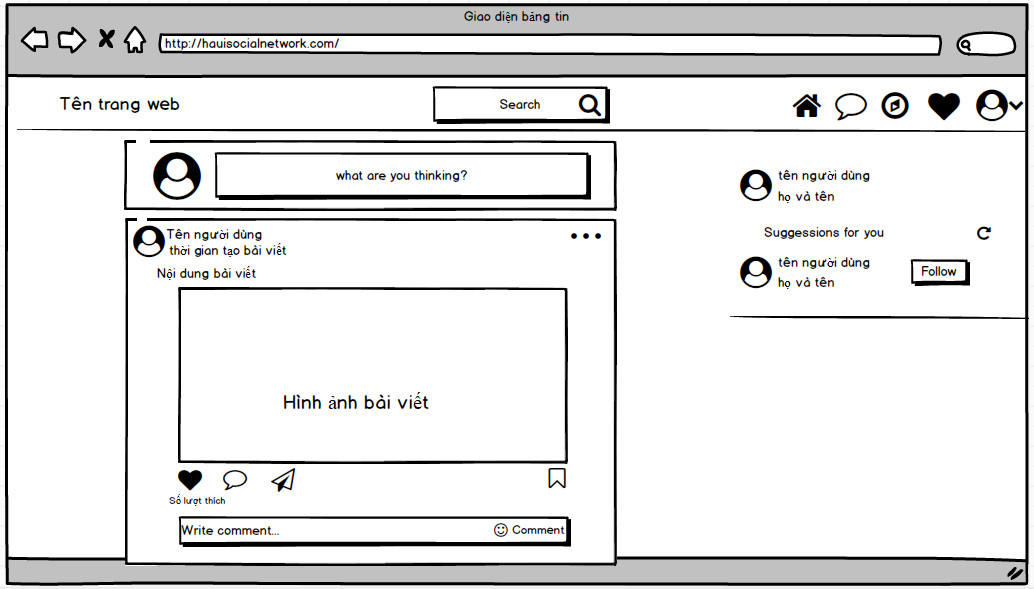 Giao diện bảng tin
http://hauisocialnetwork.com/
Tên trang web
Search
what are you thinking?
Tên người dùng
thời gian tạo bài viết
Nội dung bài viết
Hình ảnh bài viết
Số lượt thích
Write comment...
Comment
tên người dùng
họ và tên
Suggessions for you
tên người dùng
họ và tên
Follow